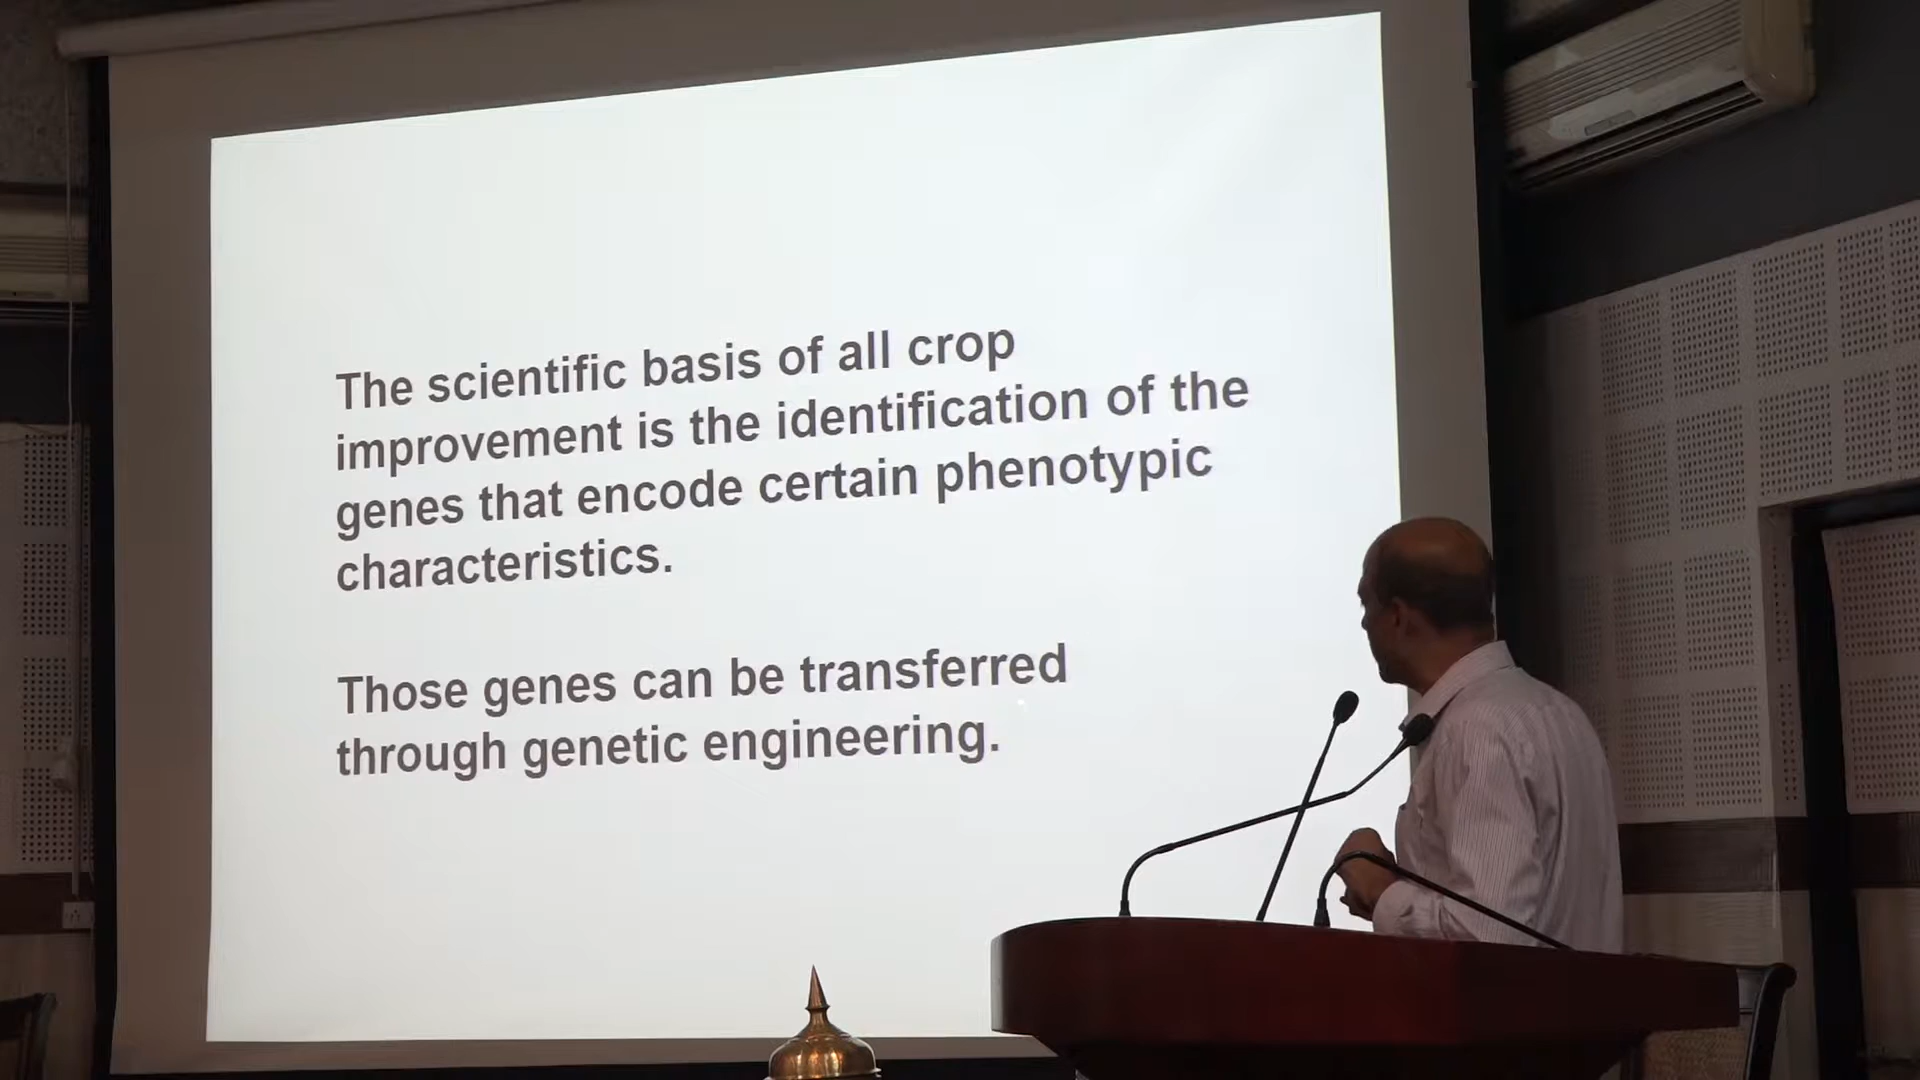 The scientific basis of all crop
improvement is the identification of the
genes that encode certain phenotypic
characteristics.
Those genes can be transferred
through genetic engineering.